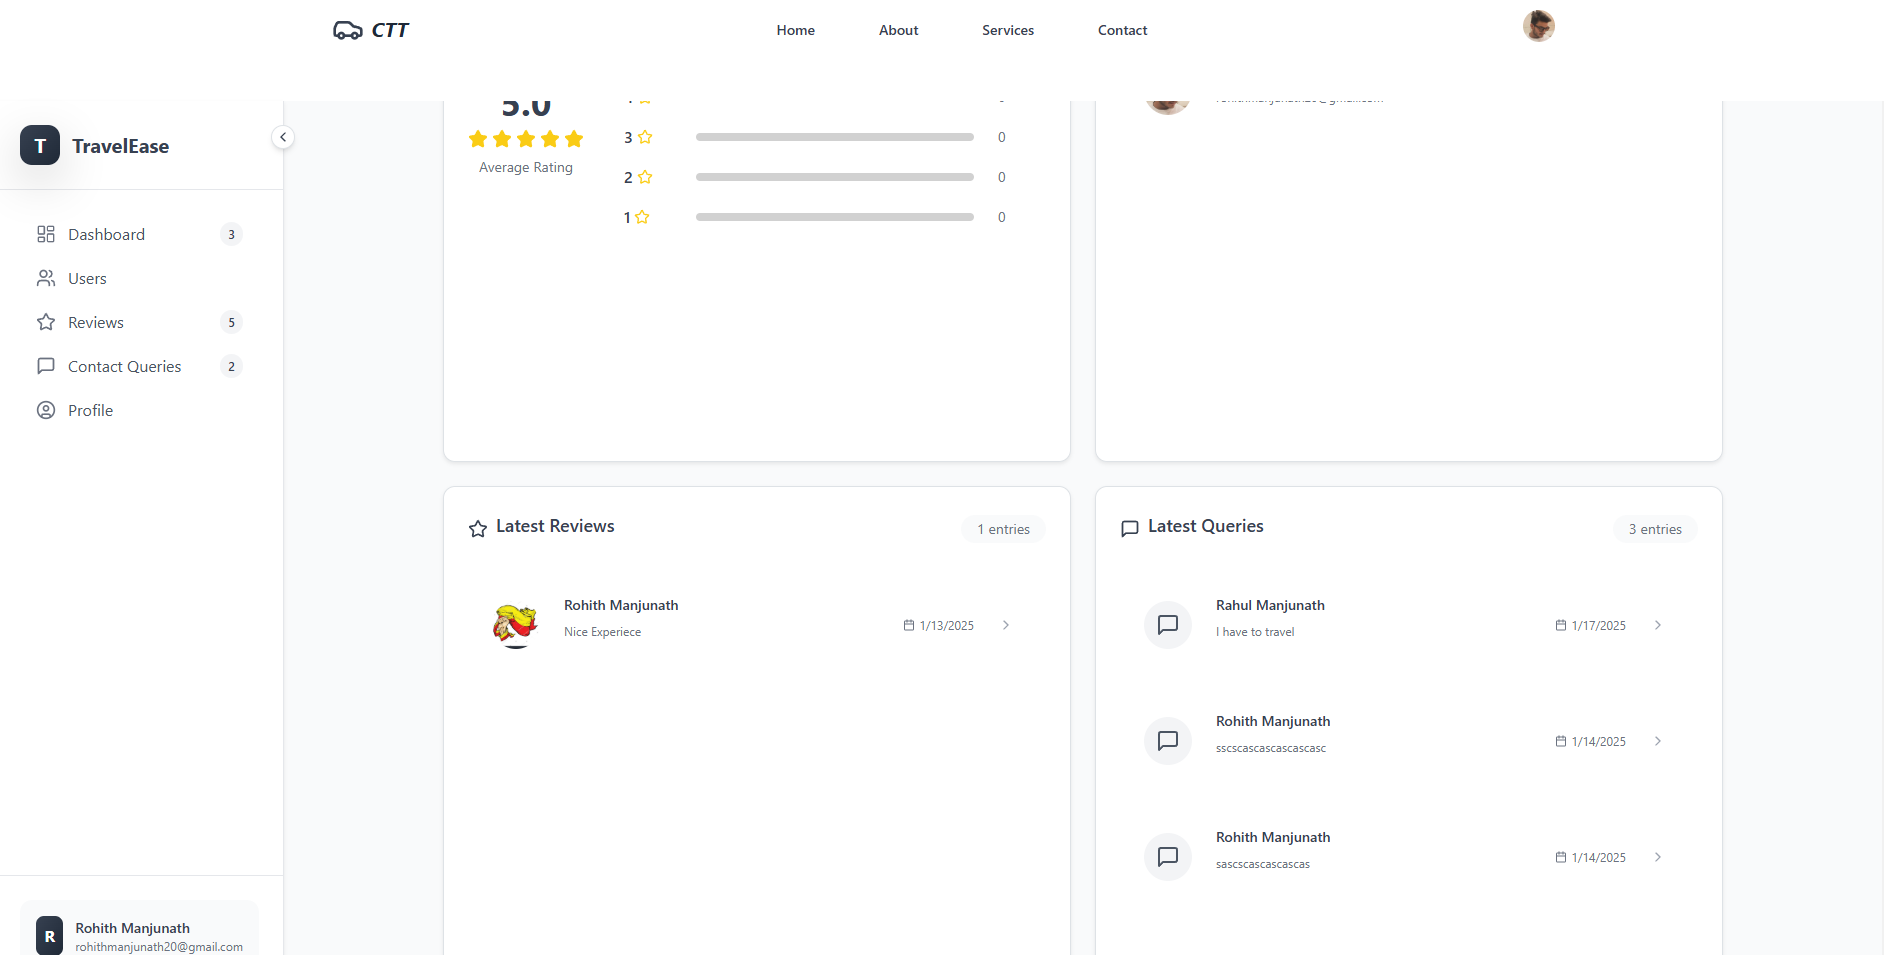 CTT
Home
About
Services
Contact
T
TravelEase
Dashboard
3
Users
Reviews
5
Contact Queries
2
Profile
Rohith Manjunath
R
rohithmanjunath20@gmail.com
5.0
Average Rating
3
0
2
0
1
0
Latest Reviews
1 entries
Rohith Manjunath
Nice Experiece
1/13/2025
Latest Queries
3 entries
Rahul Manjunath
I have to travel
1/17/2025
Rohith Manjunath
sscscascascascascasc
1/14/2025
Rohith Manjunath
sascscascascascas
1/14/2025